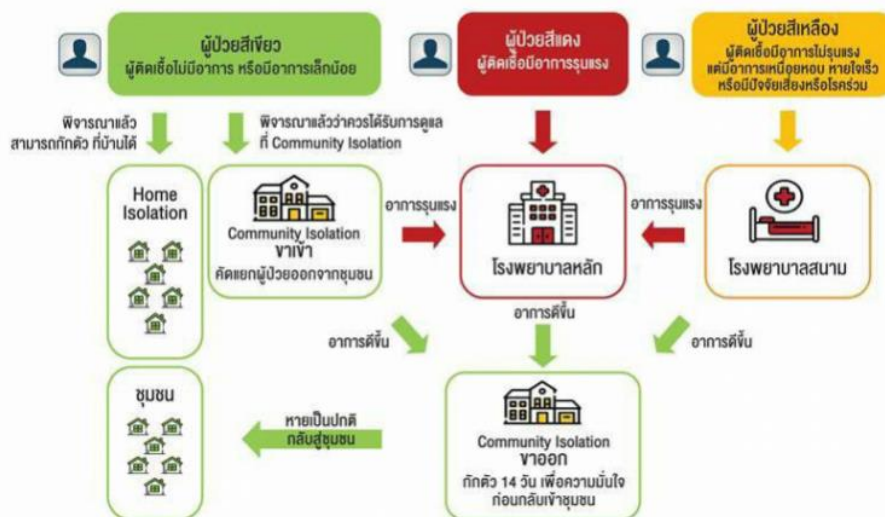 ผู้ป่วยสีเขียว
ผู้ติดเชื้อไม่มีอาการ หรือมีอาการเล็กน้อย
ผู้ป่วยสีแดง
ผู้ติดเชื้อมีอาการรุนแรง
ผู้ป่วยสีเหลือง
ผู้ติดเชื้อมีอาการไม่รุนแรง
แต่มีอาการเหนื่อยหอบ หายใจเร็ว
หรือมีปัจจัยเสี่ยงหรือโรคร่วม
พิจารณาแล้ว
สามารถกักตัว ที่บ้านได้
พิจารณาแล้วว่าควรได้รับการดูแล
ที่ Community Isolation
Home
Isolation
Community Isolation
ขาเข้า
คัดแยกผู้ป่วยออกจากชุมชน
อาการรุนแรง
โรงพยาบาลหลัก
อาการรุนแรง
โรงพยาบาลสนาม
อาการดีขึ้น
อาการดีขึ้น
อาการดีขึ้น
ชุมชน
หายเป็นปกติ
กลับสู่ชุมชน
Community Isolation
ขาออก
กักตัว 14 วัน เพื่อความมั่นใจ
ก่อนกลับเข้าชุมชน